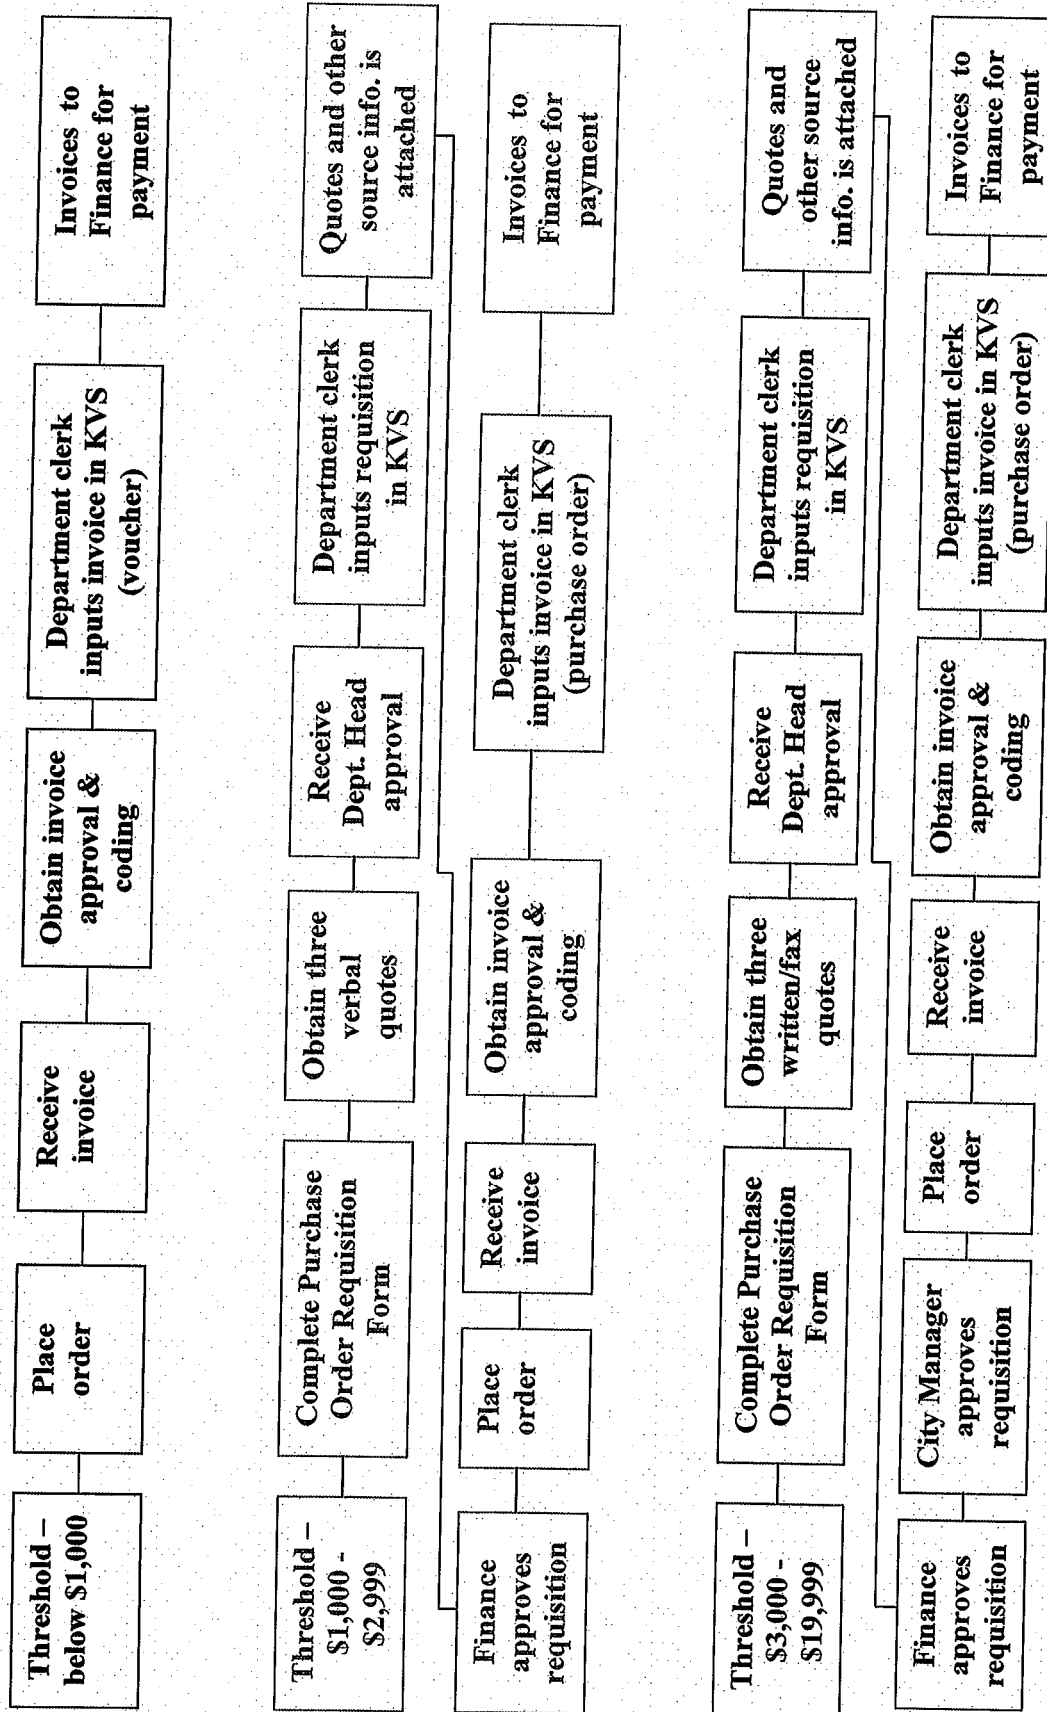 Threshold –
below $1,000
Place
order
Receive
invoice
Obtain invoice
approval &
coding
Department clerk
inputs invoice in KVS
(voucher)
Invoices to
Finance for
payment
Threshold –
$1,000 -
$2,999
Complete Purchase
Order Requisition
Form
Obtain three
verbal
quotes
Receive
Dept. Head
approval
Department clerk
inputs requisition
in KVS
Quotes and other
source info. is
attached
Finance
approves
requisition
Place
order
Receive
invoice
Obtain invoice
approval &
coding
Department clerk
inputs invoice in KVS
(purchase order)
Invoices to
Finance for
payment
Threshold –
$3,000 -
$19,999
Complete Purchase
Order Requisition
Form
Obtain three
written/fax
quotes
Receive
Dept. Head
approval
Department clerk
inputs requisition
in KVS
Quotes and
other source
info. is attached
Finance
approves
requisition
City Manager
approves
requisition
Place
order
Receive
invoice
Obtain invoice
approval &
coding
Department clerk
inputs invoice in KVS
(purchase order)
Invoices to
Finance for
payment